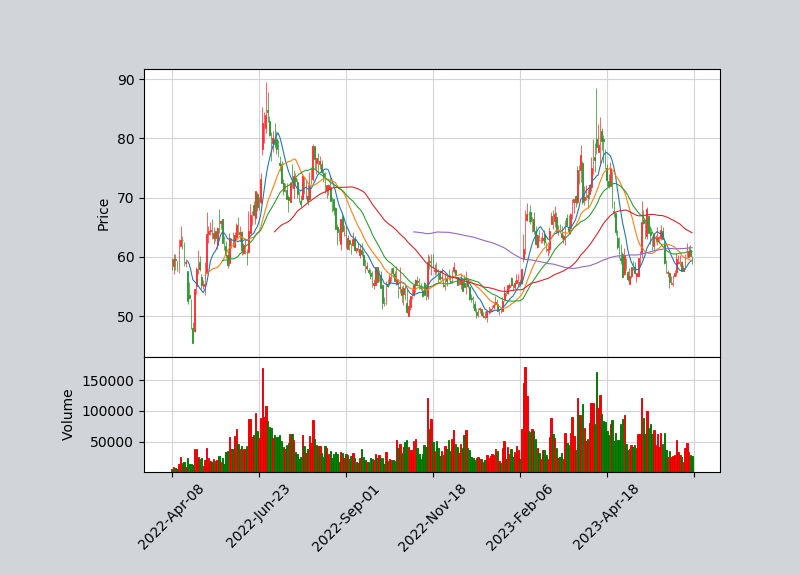 90
80
70
60
50
Price
150000
100000
50000
Volume
2022-Apr-08
2022-Jun-23
2022-Sep-01
2022-Nov-18
2023-Feb-06
2023-Apr-18